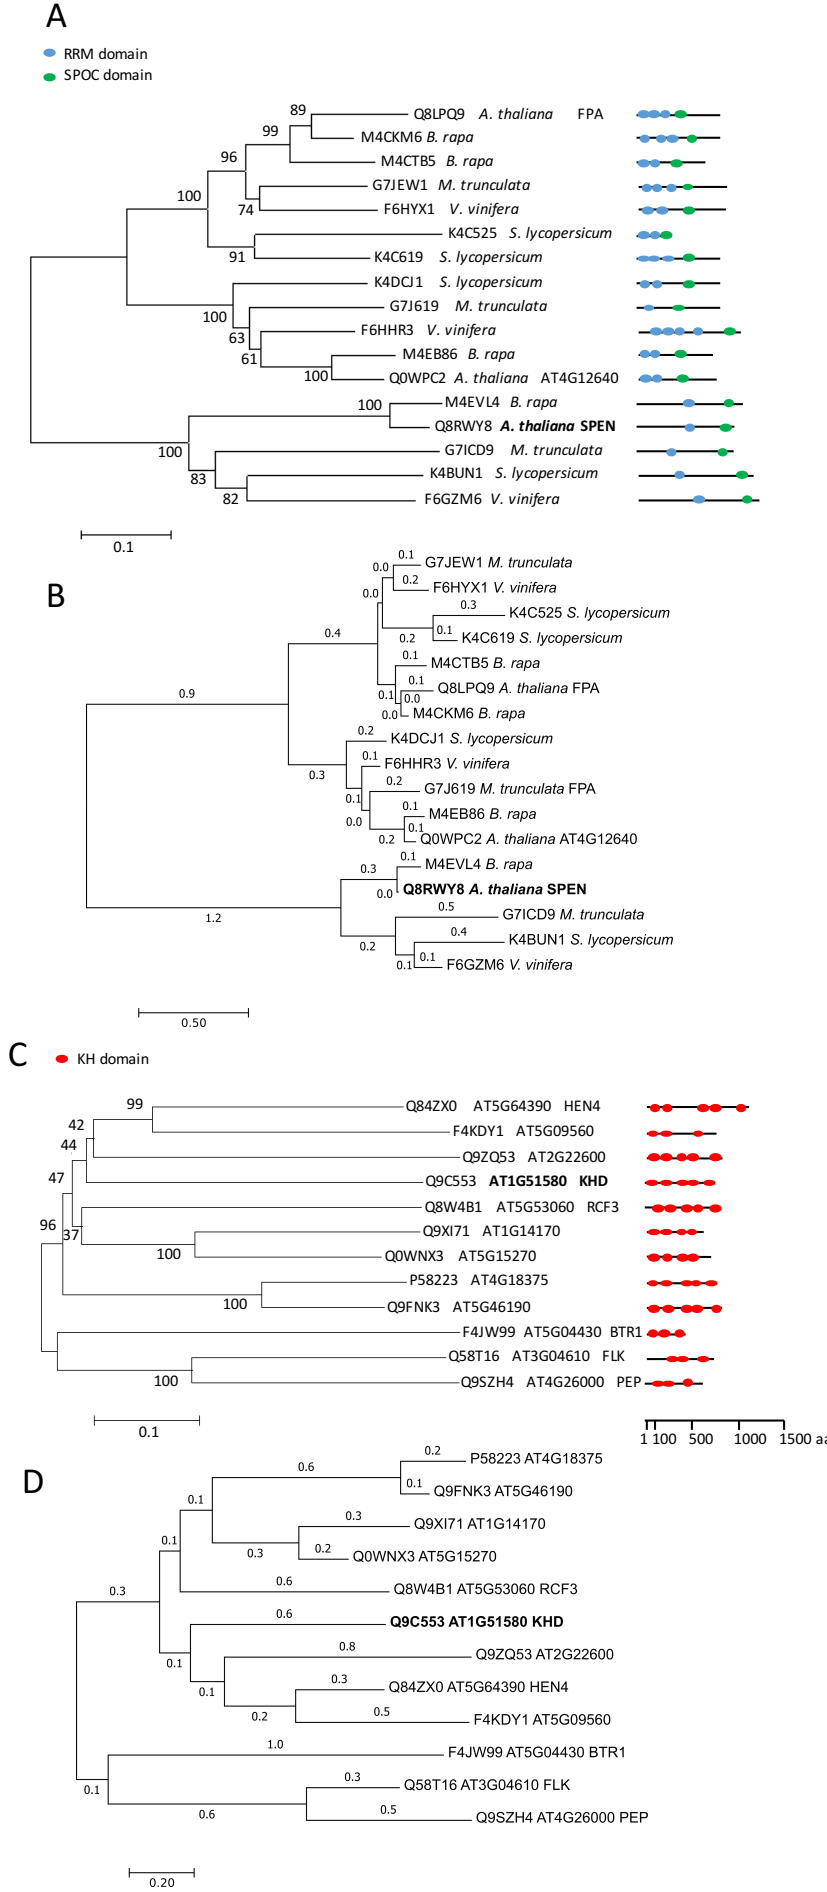 A
RRM domain
SPOC domain
89
Q8LPQ9 A. thaliana FPA
99
M4CKM6 B. rapa
96
M4CTB5 B. rapa
100
G7JEW1 M. trunculata
74
F6HYX1 V. vinifera
K4C525 S. lycopersicum
91
K4C619 S. lycopersicum
K4DCJ1 S. lycopersicum
100
G7J619 M. trunculata
63
F6HHR3 V. vinifera
61
M4EB86 B. rapa
100
Q0WPC2 A. thaliana AT4G12640
100
M4EVL4 B. rapa
Q8RWY8 A. thaliana SPEN
100
G7ICD9 M. trunculata
83
K4BUN1 S. lycopersicum
82
F6GZM6 V. vinifera
0.1
B
0.1
0.0
G7JEW1 M. trunculata
0.2
0.0
F6HYX1 V. vinifera
0.3
K4C525 S. lycopersicum
0.4
0.1
0.2
K4C619 S. lycopersicum
0.1
M4CTB5 B. rapa
0.1
Q8LPQ9 A. thaliana FPA
0.9
0.1
0.0
0.0
M4CKM6 B. rapa
0.2
K4DCJ1 S. lycopersicum
0.1
F6HHR3 V. vinifera
0.3
0.2
G7J619 M. trunculata FPA
0.1
0.1
M4EB86 B. rapa
0.0
0.1
0.2
Q0WPC2 A. thaliana AT4G12640
0.1
M4EVL4 B. rapa
0.3
0.0
Q8RWY8 A. thaliana SPEN
0.5
G7ICD9 M. trunculata
1.2
0.4
K4BUN1 S. lycopersicum
0.2
0.1
0.1
F6GZM6 V. vinifera
0.50
C
KH domain
99
Q84ZX0 AT5G64390 HEN4
42
F4KDY1 AT5G09560
44
Q9ZQ53 AT2G22600
47
Q9C553 AT1G51580 KHD
Q8W4B1 AT5G53060 RCF3
96
37
Q9XI71 AT1G14170
100
Q0WNX3 AT5G15270
P58223 AT4G18375
100
Q9FNK3 AT5G46190
F4JW99 AT5G04430 BTR1
Q58T16 AT3G04610 FLK
100
Q9SZH4 AT4G26000 PEP
0.1
1 100 500 1000 1500 aa
D
0.2
P58223 AT4G18375
0.6
0.1
Q9FNK3 AT5G46190
0.1
0.3
Q9XI71 AT1G14170
0.1
0.3
0.2
Q0WNX3 AT5G15270
0.6
Q8W4B1 AT5G53060 RCF3
0.3
0.6
Q9C553 AT1G51580 KHD
0.8
0.1
Q9ZQ53 AT2G22600
0.3
0.1
Q84ZX0 AT5G64390 HEN4
0.5
0.2
F4KDY1 AT5G09560
1.0
F4JW99 AT5G04430 BTR1
0.3
0.1
Q58T16 AT3G04610 FLK
0.5
0.6
Q9SZH4 AT4G26000 PEP
0.20